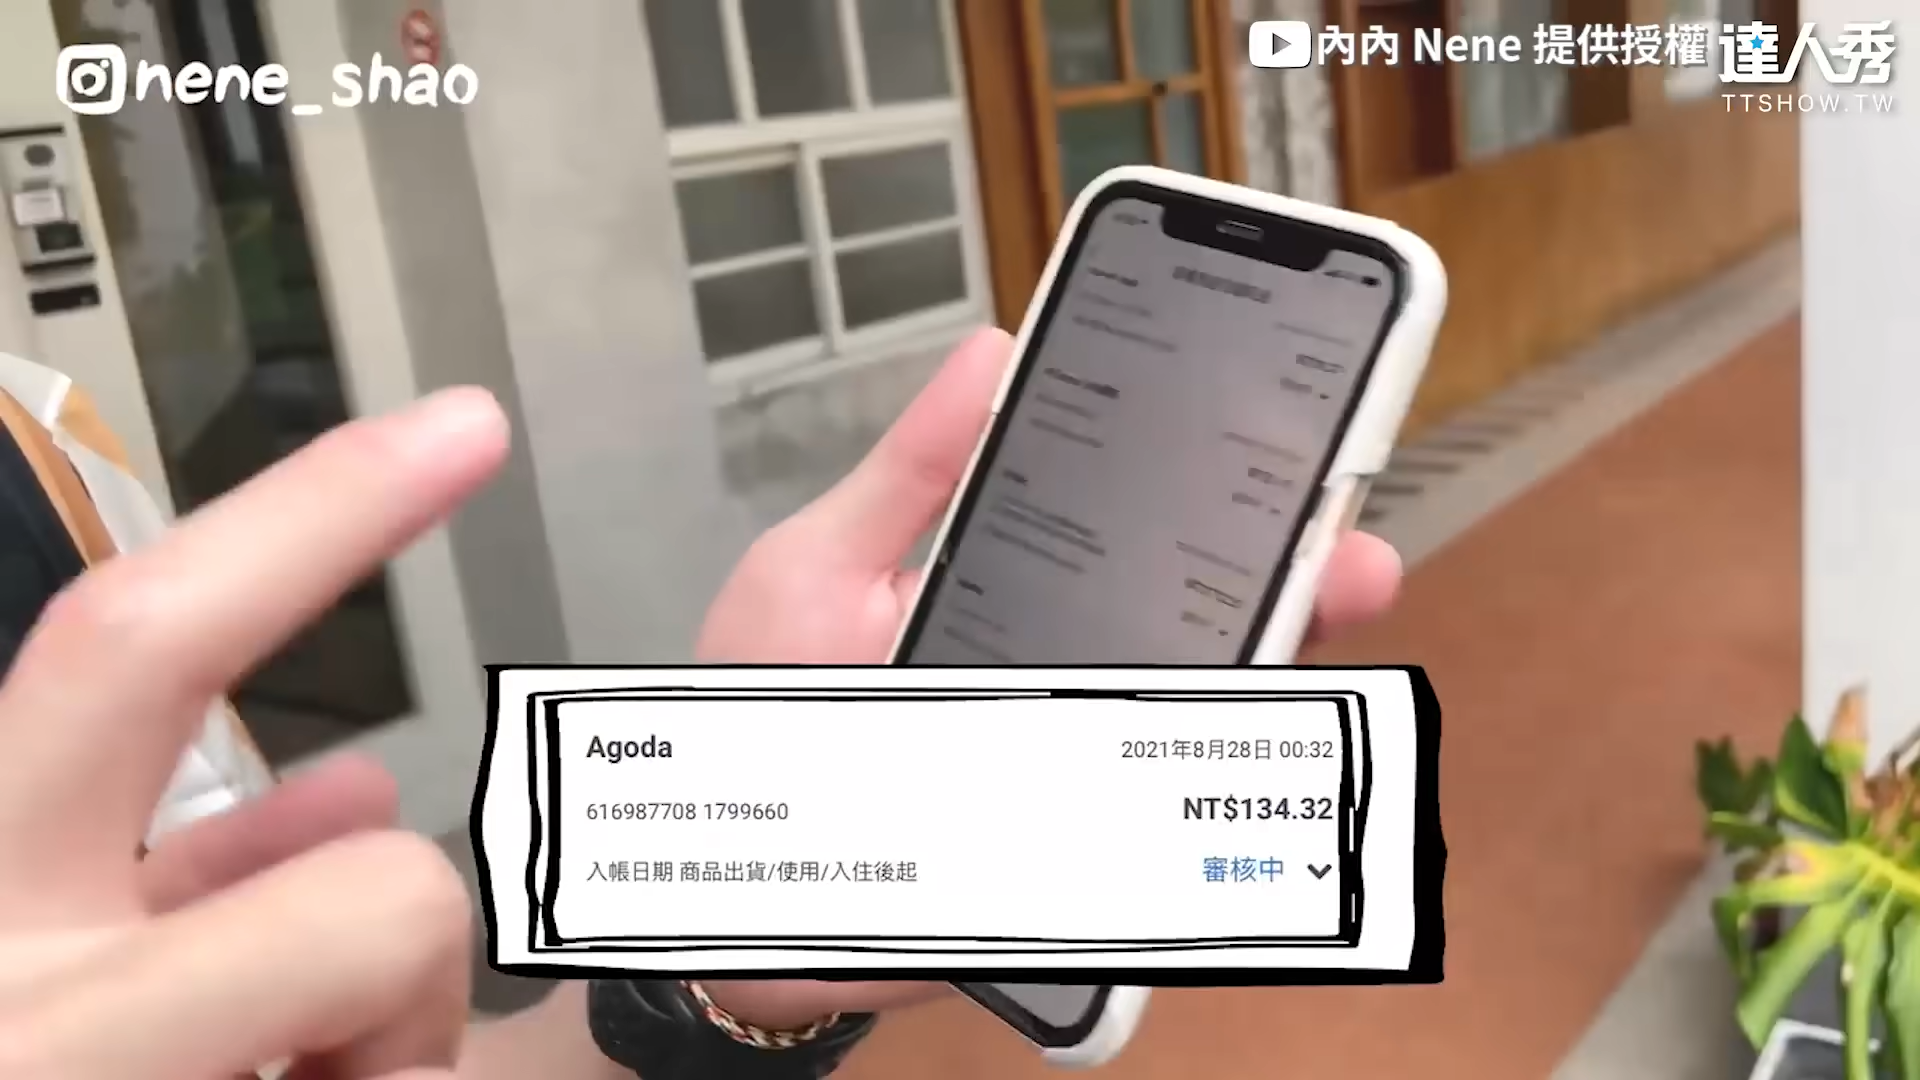 nene_shao
內內 Nene 提供授權
達人秀
TTSHOW.TW
Agoda
2021年8月28日 00:32
616987708 1799660
NT$134.32
入帳日期 商品出貨/使用/入住後起
審核中